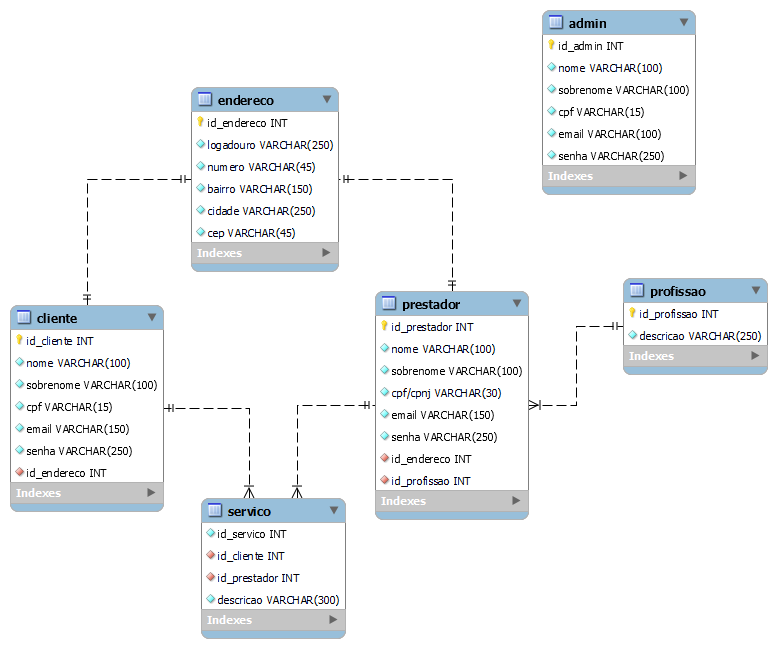 admin
id_admin INT
nome VARCHAR(100)
sobrenome VARCHAR(100)
cpf VARCHAR(15)
email VARCHAR(100)
senha VARCHAR(250)
Indexes
endereco
id_endereco INT
logadouro VARCHAR(250)
numero VARCHAR(45)
bairro VARCHAR(150)
cidade VARCHAR(250)
cep VARCHAR(45)
Indexes
cliente
id_cliente INT
nome VARCHAR(100)
sobrenome VARCHAR(100)
cpf VARCHAR(15)
email VARCHAR(150)
senha VARCHAR(250)
id_endereco INT
Indexes
prestador
id_prestador INT
nome VARCHAR(100)
sobrenome VARCHAR(100)
cpf/cpnj VARCHAR(30)
email VARCHAR(150)
senha VARCHAR(250)
id_endereco INT
id_profissao INT
Indexes
profissao
id_profissao INT
descricao VARCHAR(250)
Indexes
servico
id_servico INT
id_cliente INT
id_prestador INT
descricao VARCHAR(300)
Indexes